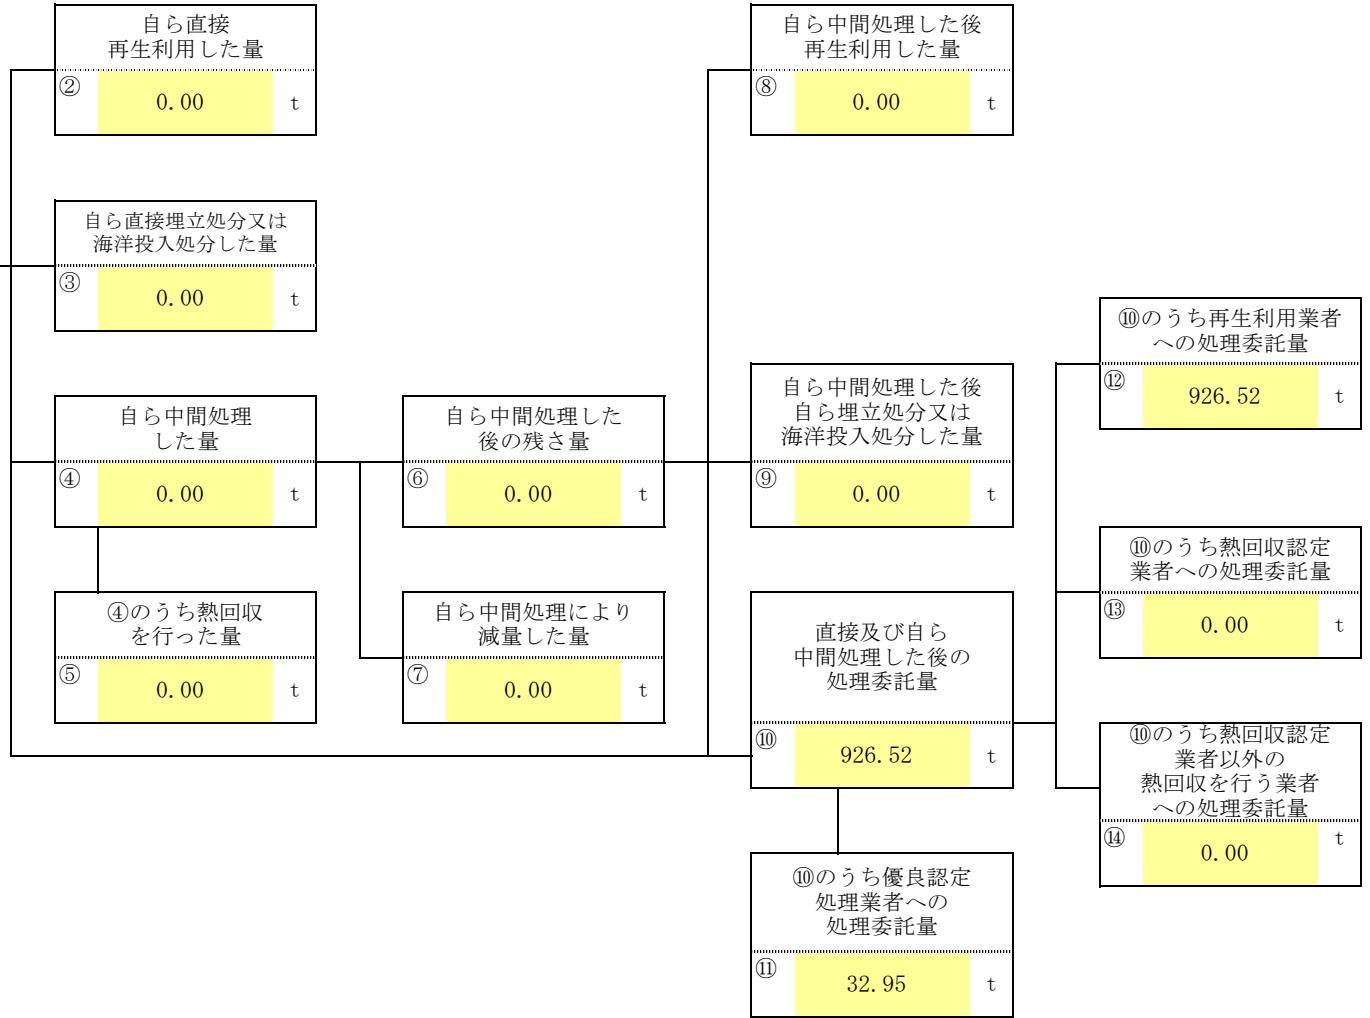 自ら直接
再生利用した量
② 0.00 t
自ら直接埋立処分又は
海洋投入処分した量
③ 0.00 t
自ら中間処理
した量
④ 0.00 t
④のうち熱回収
を行った量
⑤ 0.00 t
自ら中間処理した
後の残さ量
⑥ 0.00 t
自ら中間処理により
減量した量
⑦ 0.00 t
自ら中間処理した後
再生利用した量
⑧ 0.00 t
自ら中間処理した後
自ら埋立処分又は
海洋投入処分した量
⑨ 0.00 t
直接及び自ら
中間処理した後の
処理委託量
⑩ 926.52 t
⑩のうち優良認定
処理業者への
処理委託量
⑪ 32.95 t
⑩のうち再生利用業者
への処理委託量
⑫ 926.52 t
⑩のうち熱回収認定
業者への処理委託量
⑬ 0.00 t
⑩のうち熱回収認定
業者以外の
熱回収を行う業者
への処理委託量
⑭ 0.00 t